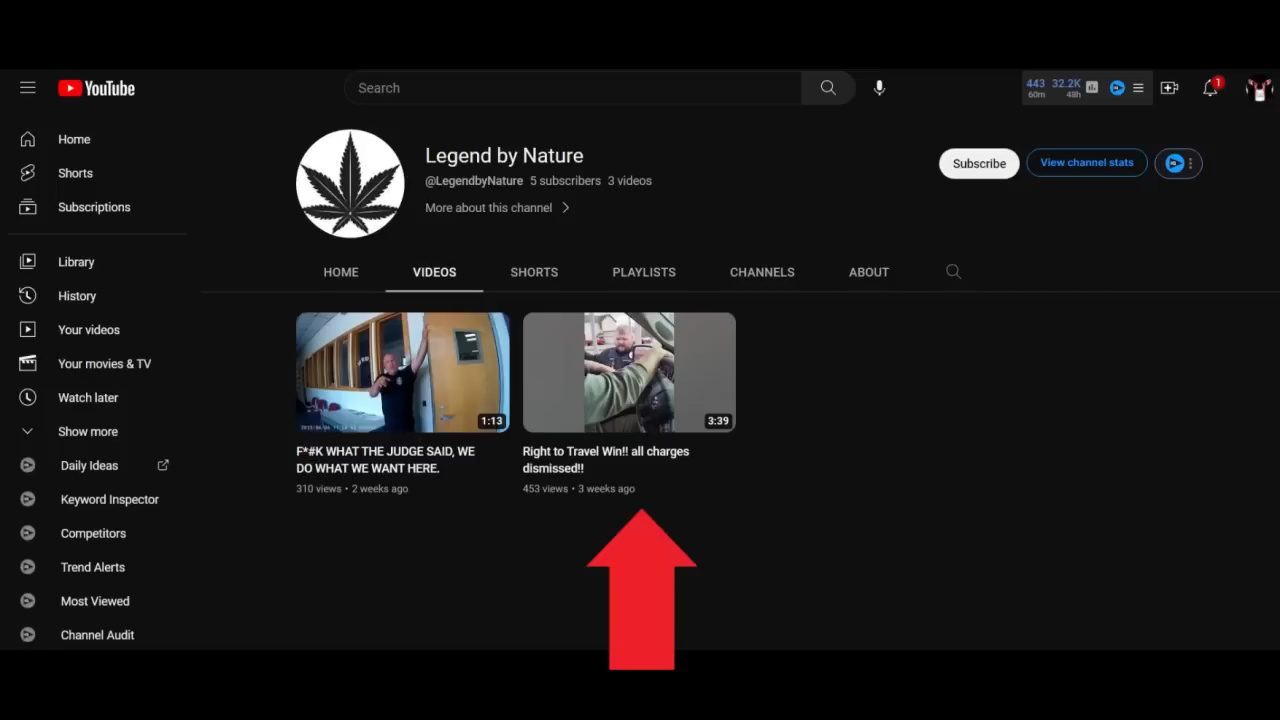 YouTube
Search
443 32.2K
60m 48h
1
Home
Shorts
Subscriptions
Library
History
Your videos
Your movies & TV
Watch later
Show more
Daily Ideas
Keyword Inspector
Competitors
Trend Alerts
Most Viewed
Channel Audit
Legend by Nature
@LegendbyNature 5 subscribers 3 videos
More about this channel
Subscribe
View channel stats
HOME VIDEOS SHORTS PLAYLISTS CHANNELS ABOUT
1:13
F*#K WHAT THE JUDGE SAID, WE
DO WHAT WE WANT HERE.
310 views • 2 weeks ago
3:39
Right to Travel Win!! all charges
dismissed!!
453 views • 3 weeks ago